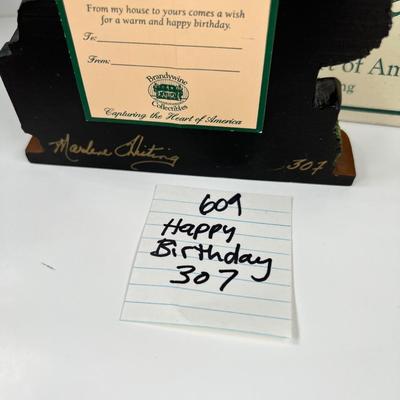 From my house to yours comes a wish
for a warm and happy birthday.
To:
From:
Brandywine
Collectibles
Capturing the Heart of America
t of Am
ng
Marlene Whiting
307
609
Happy
Birthday
307